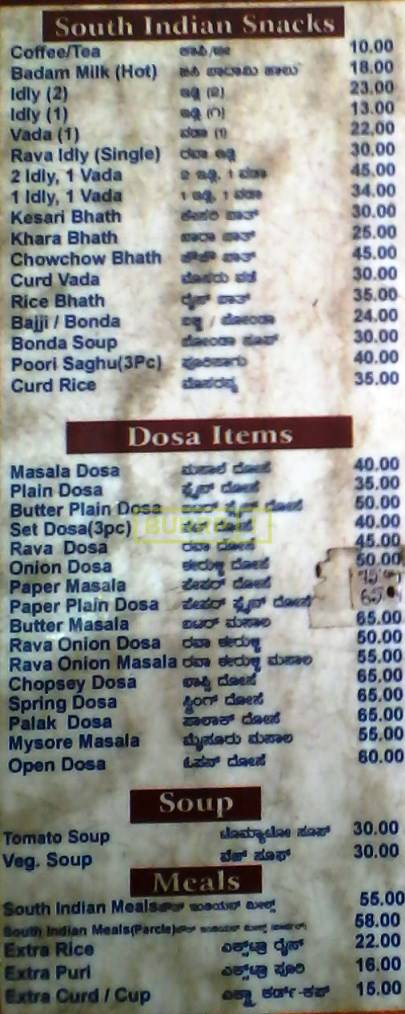 South Indian Snacks
Coffee/Tea ಕಾಫಿ/ಟೀ 10.00
Badam Milk (Hot) ಬಿಸಿ ಬಾದಾಮಿ ಹಾಲು 18.00
Idly (2) ಇಡ್ಲಿ (೨) 23.00
Idly (1) ಇಡ್ಲಿ (೧) 13.00
Vada (1) ವಡಾ (1) 22.00
Rava Idly (Single) ರವಾ ಇಡ್ಲಿ 30.00
2 Idly, 1 Vada ೨ ಇಡ್ಲಿ, 1 ವಡಾ 45.00
1 Idly, 1 Vada 1 ಇಡ್ಲಿ, 1 ವಡಾ 34.00
Kesari Bhath ಕೇಸರಿ ಬಾತ್ 30.00
Khara Bhath ಖಾರಾ ಬಾತ್ 25.00
Chowchow Bhath ಚೌಚೌ ಬಾತ್ 45.00
Curd Vada ಮೊಸರು ವಡೆ 30.00
Rice Bhath ರೈಸ್ ಬಾತ್ 35.00
Bajji / Bonda ಬಜ್ಜಿ / ಬೋಂಡಾ 24.00
Bonda Soup ಬೋಂಡಾ ಸೂಪ್ 30.00
Poori Saghu(3Pc) ಪೂರಿಸಾಗು 40.00
Curd Rice ಮೊಸರನ್ನ 35.00
Dosa Items
Masala Dosa ಮಸಾಲೆ ದೋಸೆ 40.00
Plain Dosa ಪ್ಲೈನ್ ದೋಸೆ 35.00
Butter Plain Dosa ಬಟರ್ ಪ್ಲೈನ್ ದೋಸೆ 50.00
Set Dosa(3pc) ಸೆಟ್ ದೋಸೆ 40.00
Rava Dosa ರವಾ ದೋಸೆ 45.00
Onion Dosa ಈರುಳ್ಳಿ ದೋಸೆ 50.00
Paper Masala ಪೇಪರ್ ದೋಸೆ
Paper Plain Dosa ಪೇಪರ್ ಪ್ಲೈನ್ ದೋಸೆ
Butter Masala ಬಟರ್ ಮಸಾಲ 65.00
Rava Onion Dosa ರವಾ ಈರುಳ್ಳಿ 50.00
Rava Onion Masala ರವಾ ಈರುಳ್ಳಿ ಮಸಾಲ 55.00
Chopsey Dosa ಚಾಪ್ಸಿ ದೋಸೆ 65.00
Spring Dosa ಸ್ಪ್ರಿಂಗ್ ದೋಸೆ 65.00
Palak Dosa ಪಾಲಾಕ್ ದೋಸೆ 65.00
Mysore Masala ಮೈಸೂರು ಮಸಾಲ 55.00
Open Dosa ಓಪನ್ ದೋಸೆ 60.00
Soup
Tomato Soup ಟೊಮ್ಯಾಟೋ ಸೂಪ್ 30.00
Veg. Soup ವೆಜ್ ಸೂಫ್ 30.00
Meals
South Indian Meals ಸೌತ್ ಇಂಡಿಯನ್ ಮೀಲ್ಸ್ 55.00
South Indian Meals(Parcle) ಸೌತ್ ಇಂಡಿಯನ್ ಮೀಲ್ಸ್ 58.00
Extra Rice ಎಕ್ಸ್‌ಟ್ರಾ ರೈಸ್ 22.00
Extra Puri ಎಕ್ಸ್‌ಟ್ರಾ ಪೂರಿ 16.00
Extra Curd / Cup ಎಕ್ಸ್ಟ್ರಾ ಕರ್ಡ್-ಕಪ್ 15.00